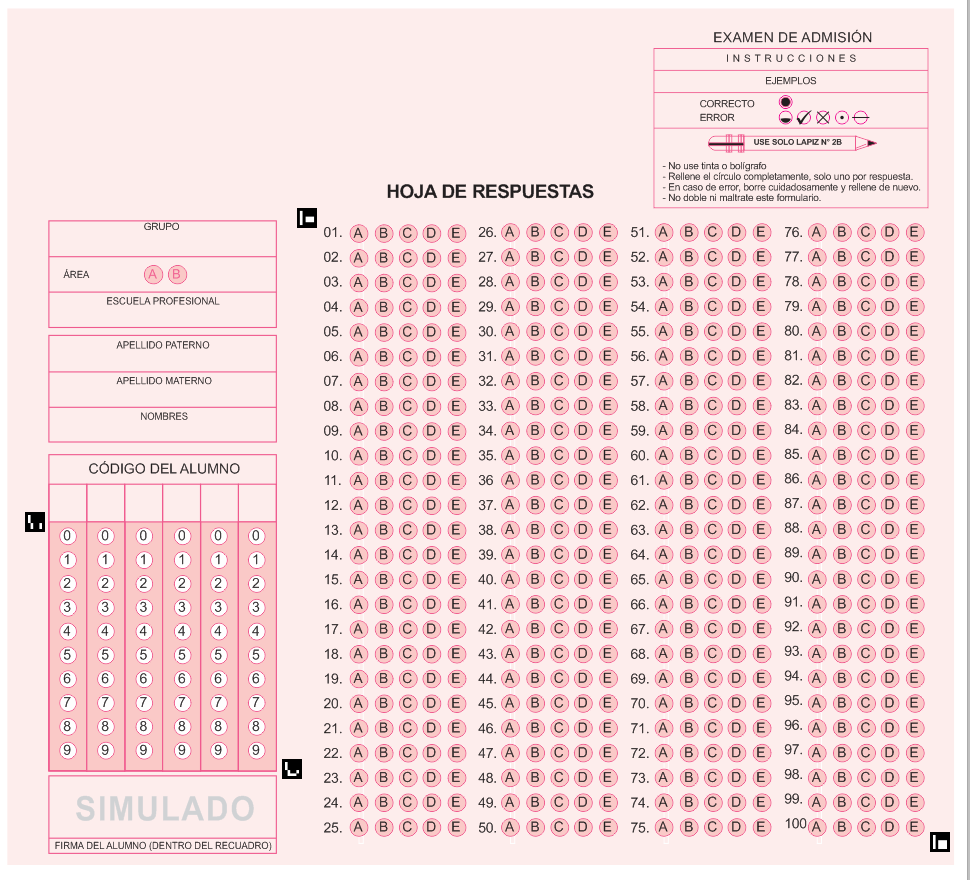 EXAMEN DE ADMISIÓN
INSTRUCCIONES
EJEMPLOS
CORRECTO
ERROR
USE SOLO LAPIZ N° 2B
- No use tinta o bolígrafo
- Rellene el círculo completamente, solo uno por respuesta.
- En caso de error, borre cuidadosamente y rellene de nuevo.
- No doble ni maltrate este formulario.
HOJA DE RESPUESTAS
GRUPO
ÁREA A B
ESCUELA PROFESIONAL
APELLIDO PATERNO
APELLIDO MATERNO
NOMBRES
CÓDIGO DEL ALUMNO
0 0 0 0 0 0
1 1 1 1 1 1
2 2 2 2 2 2
3 3 3 3 3 3
4 4 4 4 4 4
5 5 5 5 5 5
6 6 6 6 6 6
7 7 7 7 7 7
8 8 8 8 8 8
9 9 9 9 9 9
SIMULADO
FIRMA DEL ALUMNO (DENTRO DEL RECUADRO)
01. A B C D E 26. A B C D E 51. A B C D E 76. A B C D E
02. A B C D E 27. A B C D E 52. A B C D E 77. A B C D E
03. A B C D E 28. A B C D E 53. A B C D E 78. A B C D E
04. A B C D E 29. A B C D E 54. A B C D E 79. A B C D E
05. A B C D E 30. A B C D E 55. A B C D E 80. A B C D E
06. A B C D E 31. A B C D E 56. A B C D E 81. A B C D E
07. A B C D E 32. A B C D E 57. A B C D E 82. A B C D E
08. A B C D E 33. A B C D E 58. A B C D E 83. A B C D E
09. A B C D E 34. A B C D E 59. A B C D E 84. A B C D E
10. A B C D E 35. A B C D E 60. A B C D E 85. A B C D E
11. A B C D E 36 A B C D E 61. A B C D E 86. A B C D E
12. A B C D E 37. A B C D E 62. A B C D E 87. A B C D E
13. A B C D E 38. A B C D E 63. A B C D E 88. A B C D E
14. A B C D E 39. A B C D E 64. A B C D E 89. A B C D E
15. A B C D E 40. A B C D E 65. A B C D E 90. A B C D E
16. A B C D E 41. A B C D E 66. A B C D E 91. A B C D E
17. A B C D E 42. A B C D E 67. A B C D E 92. A B C D E
18. A B C D E 43. A B C D E 68. A B C D E 93. A B C D E
19. A B C D E 44. A B C D E 69. A B C D E 94. A B C D E
20. A B C D E 45. A B C D E 70. A B C D E 95. A B C D E
21. A B C D E 46. A B C D E 71. A B C D E 96. A B C D E
22. A B C D E 47. A B C D E 72. A B C D E 97. A B C D E
23. A B C D E 48. A B C D E 73. A B C D E 98. A B C D E
24. A B C D E 49. A B C D E 74. A B C D E 99. A B C D E
25. A B C D E 50. A B C D E 75. A B C D E 100 A B C D E